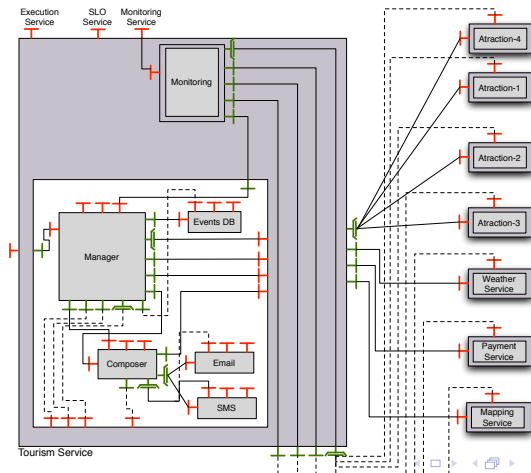 Execution
Service
SLO
Service
Monitoring
Service
Monitoring
Atraction-4
Atraction-1
Atraction-2
Atraction-3
Events DB
Manager
Weather
Service
Composer
Email
Payment
Service
SMS
Mapping
Service
Tourism Service